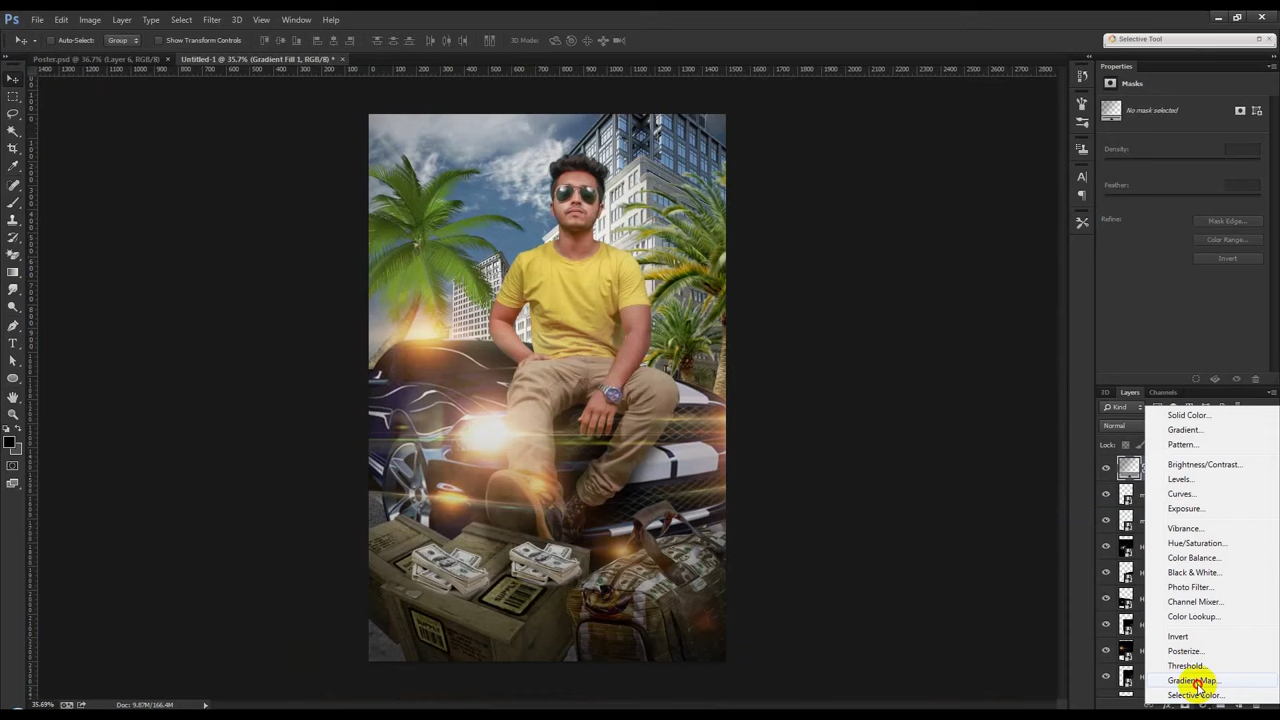 Ps File Edit Image Layer Type Select Filter 3D View Window Help
Auto-Select: Group Show Transform Controls 3D Mode:
Selective Tool
Poster.psd @ 36.7% (Layer 6, RGB/8) × Untitled-1 @ 35.7% (Gradient Fill 1, RGB/8) * ×
Properties
Masks
No mask selected
Density:
Feather:
Refine:
Mask Edge...
Color Range...
Invert
3D Layers Channels
Kind
Normal
Lock:
Solid Color...
Gradient...
Pattern...
Brightness/Contrast...
Levels...
Curves...
Exposure...
Vibrance...
Hue/Saturation...
Color Balance...
Black & White...
Photo Filter...
Channel Mixer...
Color Lookup...
Invert
Posterize...
Threshold...
Gradient Map...
Selective Color...
35.69% Doc: 9.87M/166.4M